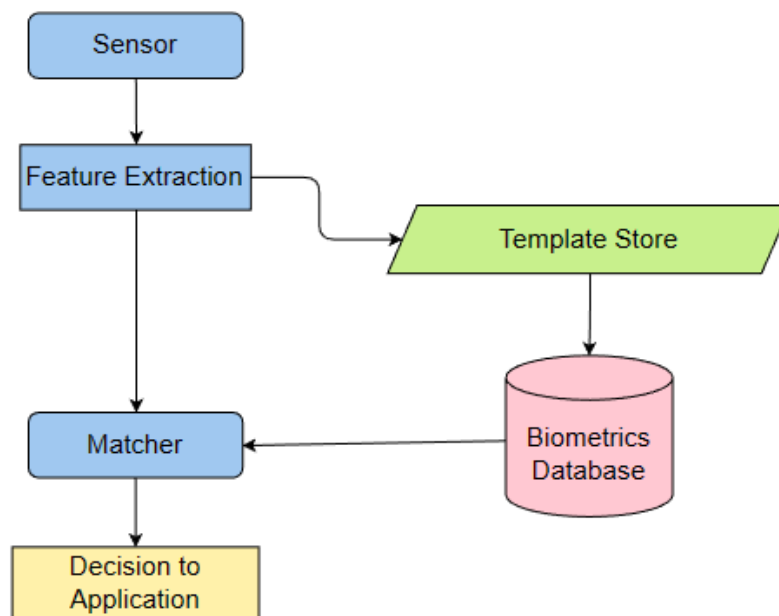 Sensor
Feature Extraction
Template Store
Matcher
Biometrics
Database
Decision to
Application